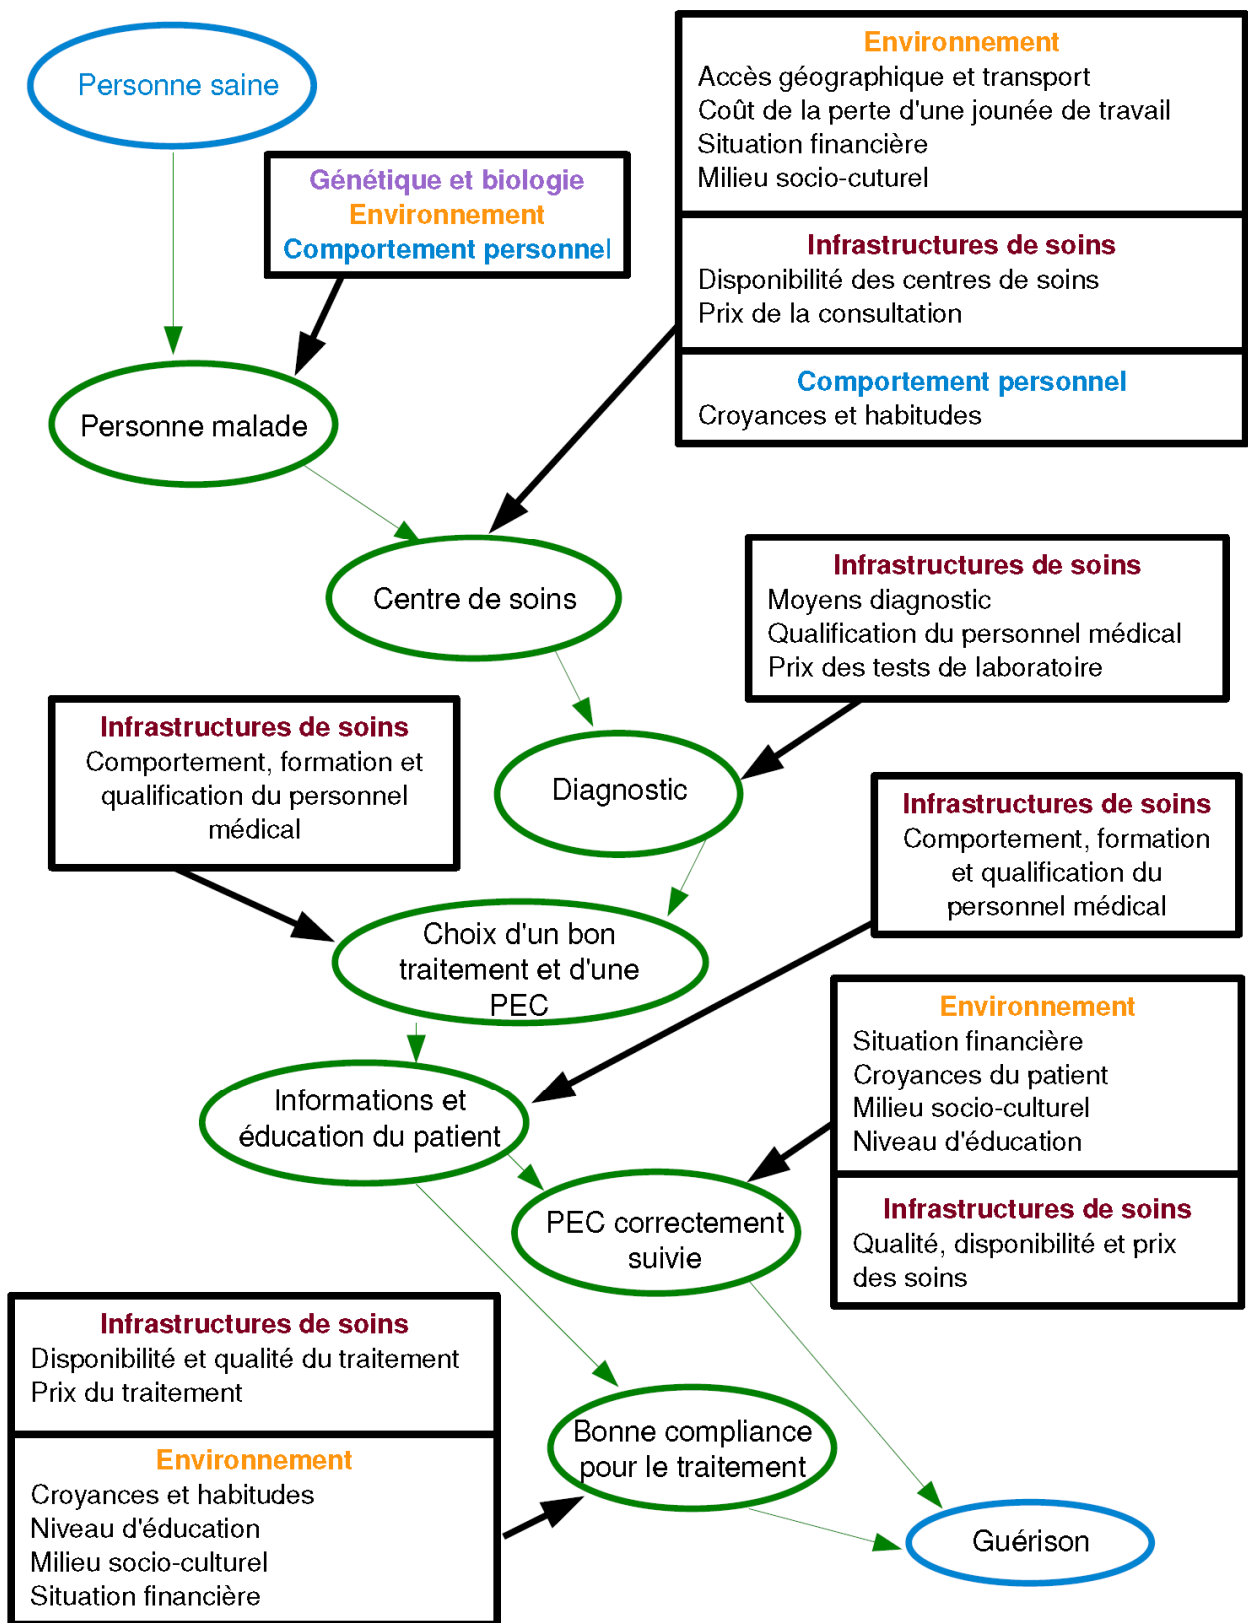 Personne saine
Environnement
Accès géographique et transport
Coût de la perte d'une jounée de travail
Situation financière
Milieu socio-cuturel
Génétique et biologie
Environnement
Comportement personnel
Infrastructures de soins
Disponibilité des centres de soins
Prix de la consultation
Comportement personnel
Croyances et habitudes
Personne malade
Centre de soins
Infrastructures de soins
Moyens diagnostic
Qualification du personnel médical
Prix des tests de laboratoire
Infrastructures de soins
Comportement, formation et
qualification du personnel
médical
Diagnostic
Infrastructures de soins
Comportement, formation
et qualification du
personnel médical
Choix d'un bon
traitement et d'une
PEC
Environnement
Situation financière
Croyances du patient
Milieu socio-culturel
Niveau d'éducation
Informations et
éducation du patient
Infrastructures de soins
Qualité, disponibilité et prix
des soins
PEC correctement
suivie
Infrastructures de soins
Disponibilité et qualité du traitement
Prix du traitement
Environnement
Croyances et habitudes
Niveau d'éducation
Milieu socio-culturel
Situation financière
Bonne compliance
pour le traitement
Guérison